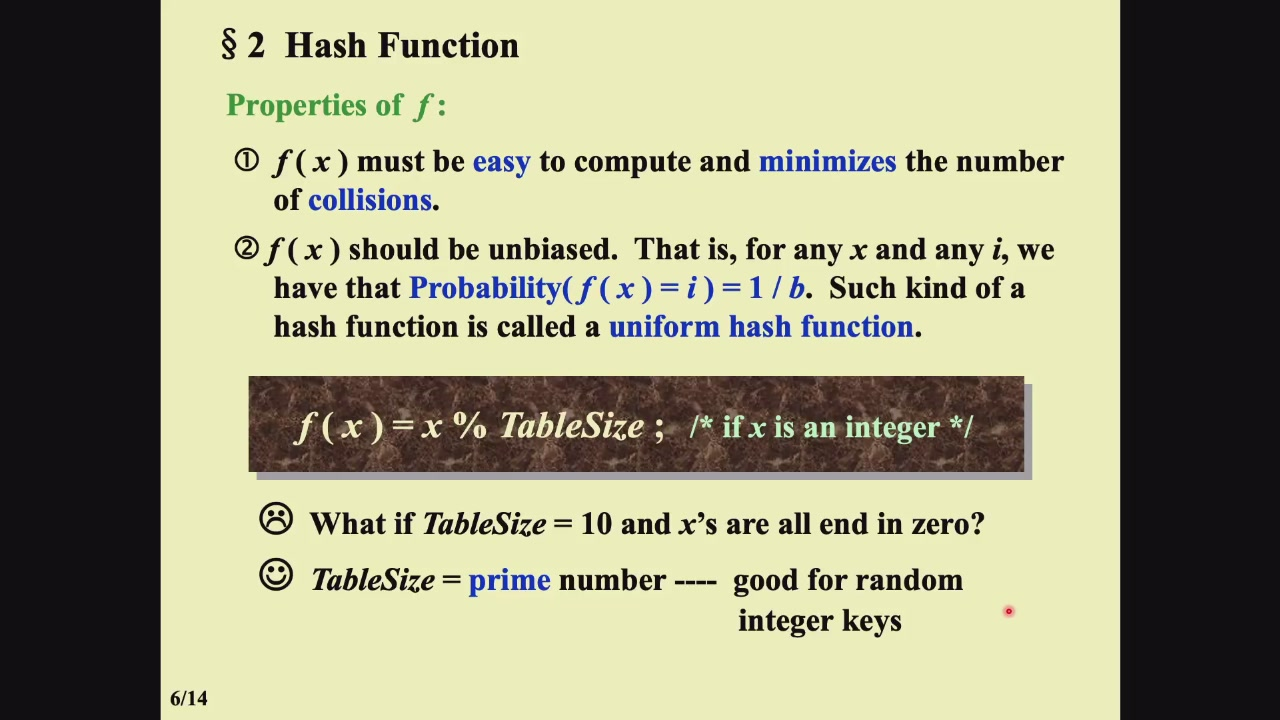 § 2 Hash Function
Properties of f :
① f ( x ) must be easy to compute and minimizes the number
of collisions.
② f ( x ) should be unbiased. That is, for any x and any i, we
have that Probability( f ( x ) = i ) = 1 / b. Such kind of a
hash function is called a uniform hash function.
f ( x ) = x % TableSize ; /* if x is an integer */
☹ What if TableSize = 10 and x’s are all end in zero?
☺ TableSize = prime number ---- good for random
integer keys
6/14